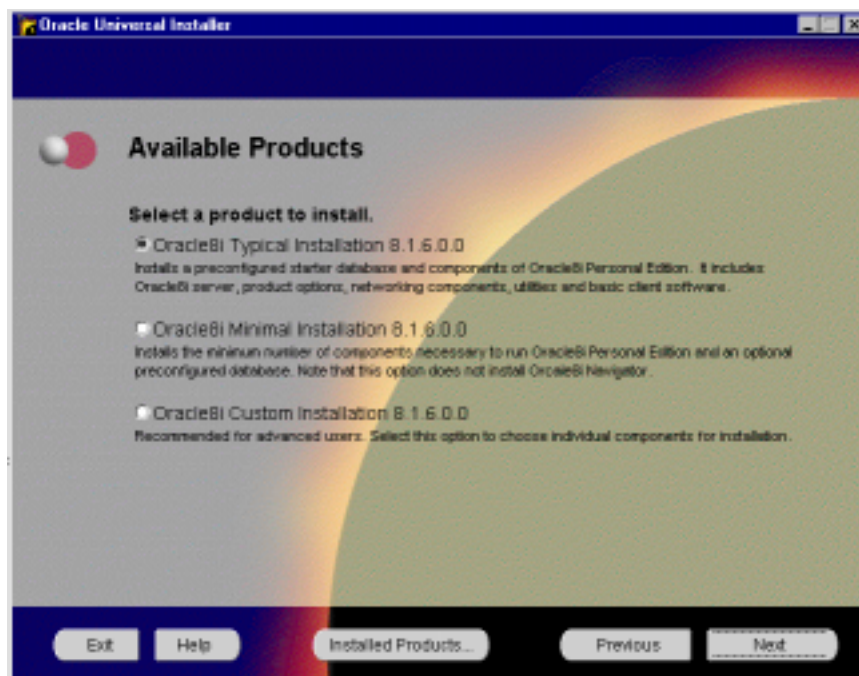 Oracle Universal Installer
Available Products
Select a product to install.
Oracle8i Typical Installation 8.1.6.0.0
Installs a preconfigured starter database and components of Oracle8i Personal Edition. It includes
Oracle8i server, product options, networking components, utilities and basic client software.
Oracle8i Minimal Installation 8.1.6.0.0
Installs the mininum number of components necessary to run Oracle8i Personal Edition and an optional
preconfigured database. Note that this option does not install Orcale8i Navigator.
Oracle8i Custom Installation 8.1.6.0.0
Recommended for advanced users. Select this option to choose individual components for installation.
Exit Help Installed Products... Previous Next